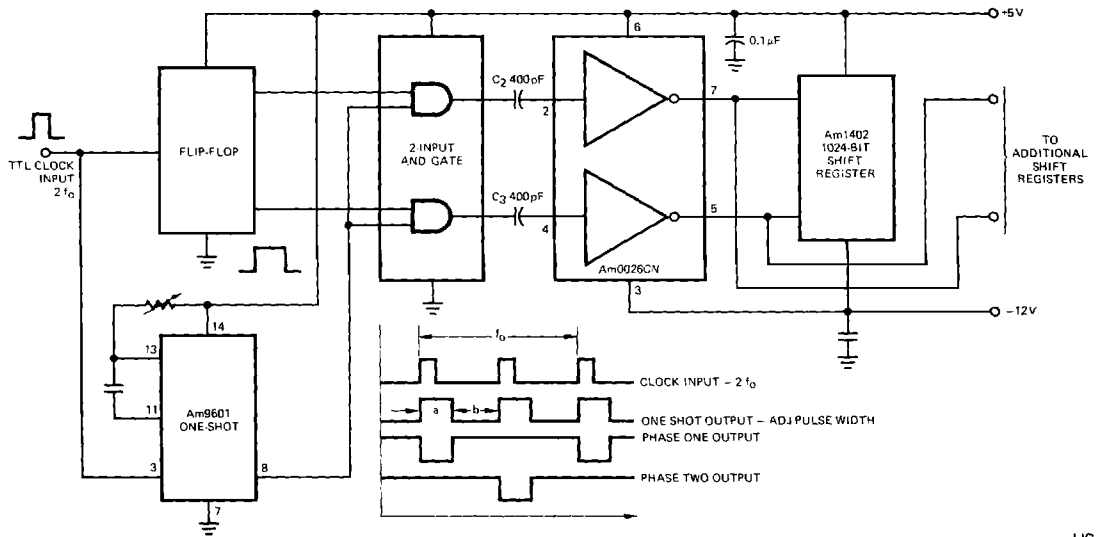 +5V
6
0.1µF
C2 400pF
7
2
TTL CLOCK
INPUT
2 fo
FLIP-FLOP
2-INPUT
AND GATE
Am1402
1024-BIT
SHIFT
REGISTER
TO
ADDITIONAL
SHIFT
REGISTERS
C3 400pF
5
4
Am0026CN
3
-12V
14
13
11
Am9601
ONE-SHOT
3
8
7
fo
CLOCK INPUT – 2 fo
a
b
ONE SHOT OUTPUT – ADJ PULSE WIDTH
PHASE ONE OUTPUT
PHASE TWO OUTPUT